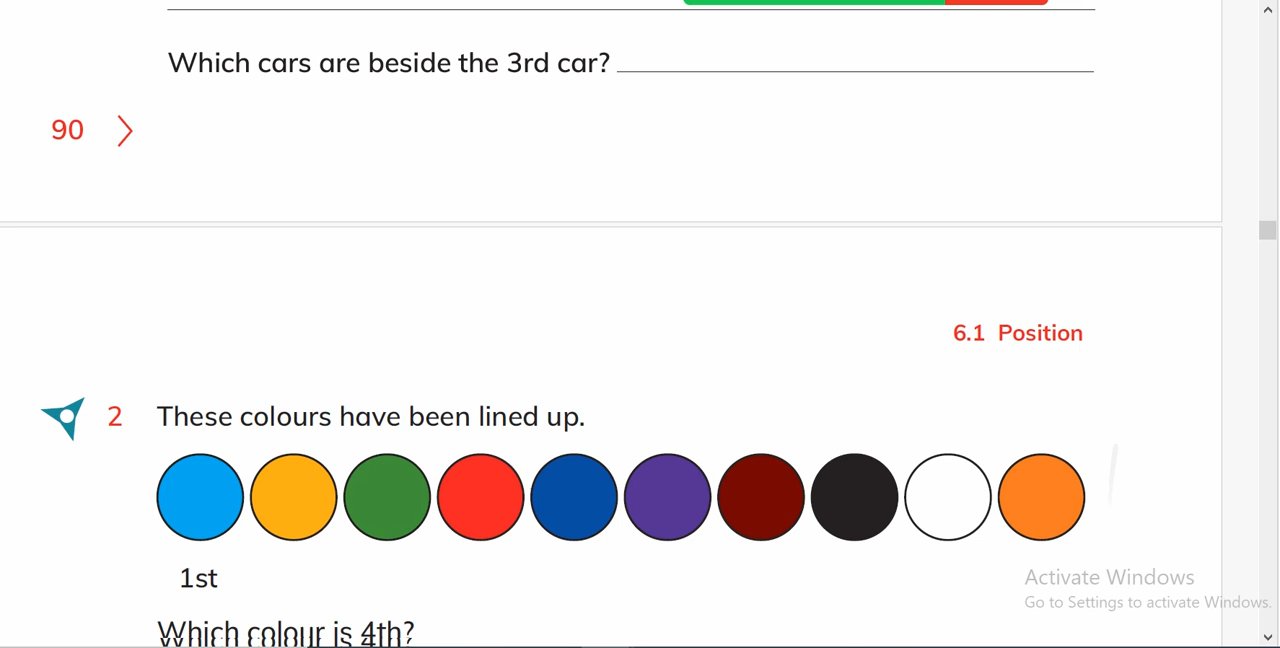 Which cars are beside the 3rd car?
90
6.1 Position
2 These colours have been lined up.
1st
Activate Windows
Go to Settings to activate Windows.
Which colour is 4th?